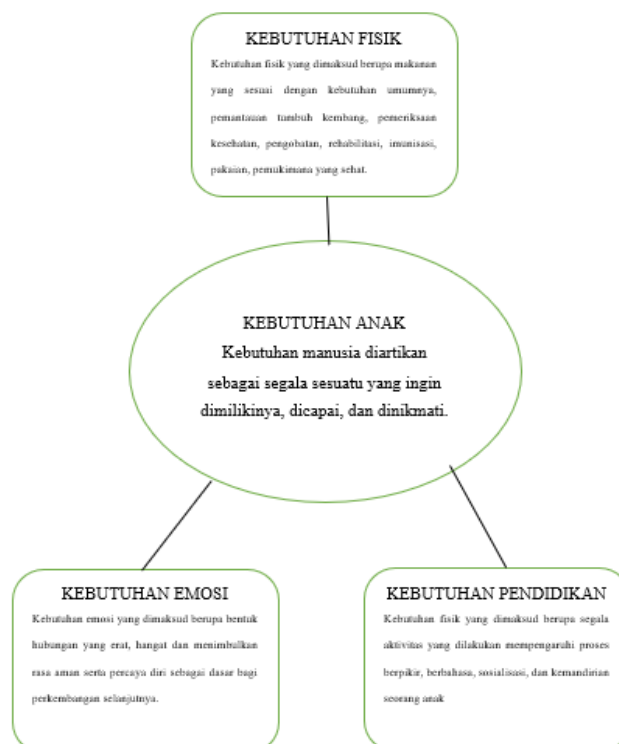 KEBUTUHAN FISIK
Kebutuhan fisik yang dimaksud berupa makanan
yang sesuai dengan kebutuhan umumnya,
pemantauan tumbuh kembang, pemeriksaan
kesehatan, pengobatan, rehabilitasi, imunisasi,
pakaian, pemukimana yang sehat.
KEBUTUHAN ANAK
Kebutuhan manusia diartikan
sebagai segala sesuatu yang ingin
dimilikinya, dicapai, dan dinikmati.
KEBUTUHAN EMOSI
Kebutuhan emosi yang dimaksud berupa bentuk
hubungan yang erat, hangat dan menimbulkan
rasa aman serta percaya diri sebagai dasar bagi
perkembangan selanjutnya.
KEBUTUHAN PENDIDIKAN
Kebutuhan fisik yang dimaksud berupa segala
aktivitas yang dilakukan mempengaruhi proses
berpikir, berbahasa, sosialisasi, dan kemandirian
seorang anak